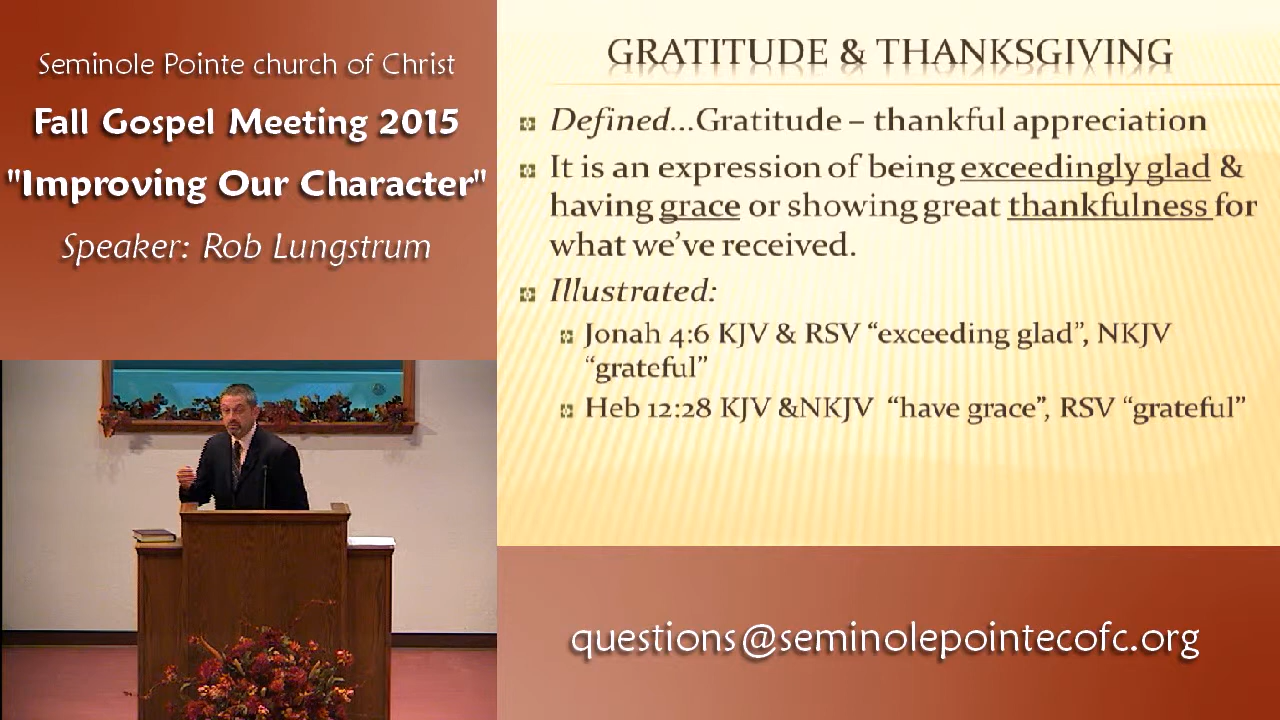 Seminole Pointe church of Christ
Fall Gospel Meeting 2015
"Improving Our Character"
Speaker: Rob Lungstrum
GRATITUDE & THANKSGIVING
Defined...Gratitude – thankful appreciation
It is an expression of being exceedingly glad &
having grace or showing great thankfulness for
what we've received.
Illustrated:
Jonah 4:6 KJV & RSV “exceeding glad”, NKJV
“grateful”
Heb 12:28 KJV &NKJV “have grace”, RSV “grateful”
questions@seminolepointecofc.org